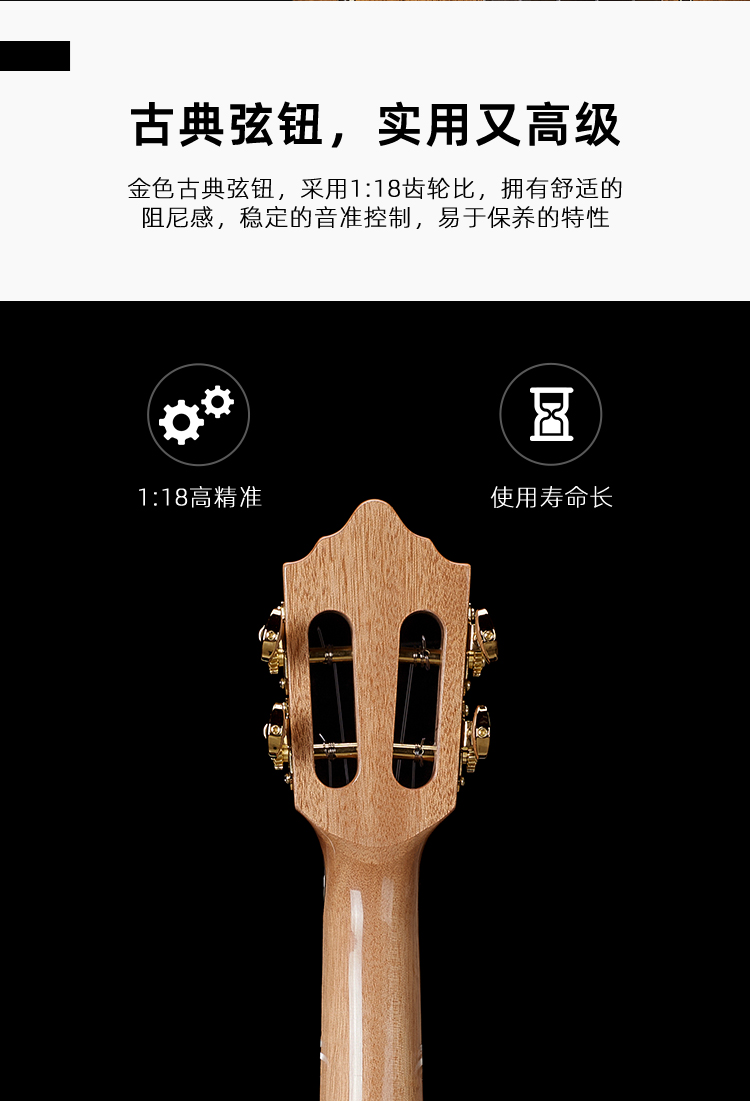 古典弦钮，实用又高级
金色古典弦钮，采用1:18齿轮比，拥有舒适的
阻尼感，稳定的音准控制，易于保养的特性
1:18高精准
使用寿命长